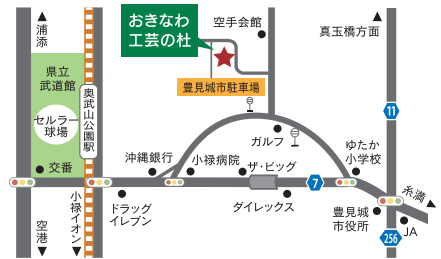 浦添
おきなわ
工芸の杜
空手会館
真玉橋方面
県立
武道館
奥武山公園駅
豊見城市駐車場
セルラー
球場
11
ガルフ
ゆたか
小学校
交番
沖縄銀行
小禄病院
ザ・ビッグ
7
糸満
空港
小禄イオン
ドラッグ
イレブン
ダイレックス
豊見城
市役所
JA
256